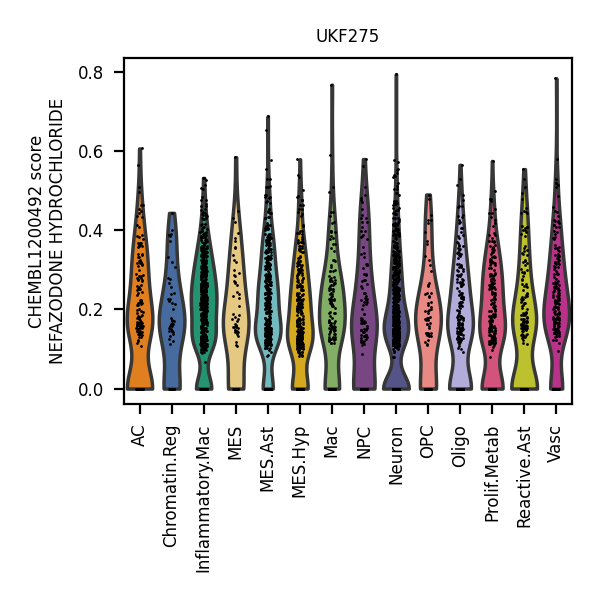 UKF275
CHEMBL1200492 score
NEFAZODONE HYDROCHLORIDE
0.8
0.6
0.4
0.2
0.0
AC
Chromatin.Reg
Inflammatory.Mac
MES
MES.Ast
MES.Hyp
Mac
NPC
Neuron
OPC
Oligo
Prolif.Metab
Reactive.Ast
Vasc